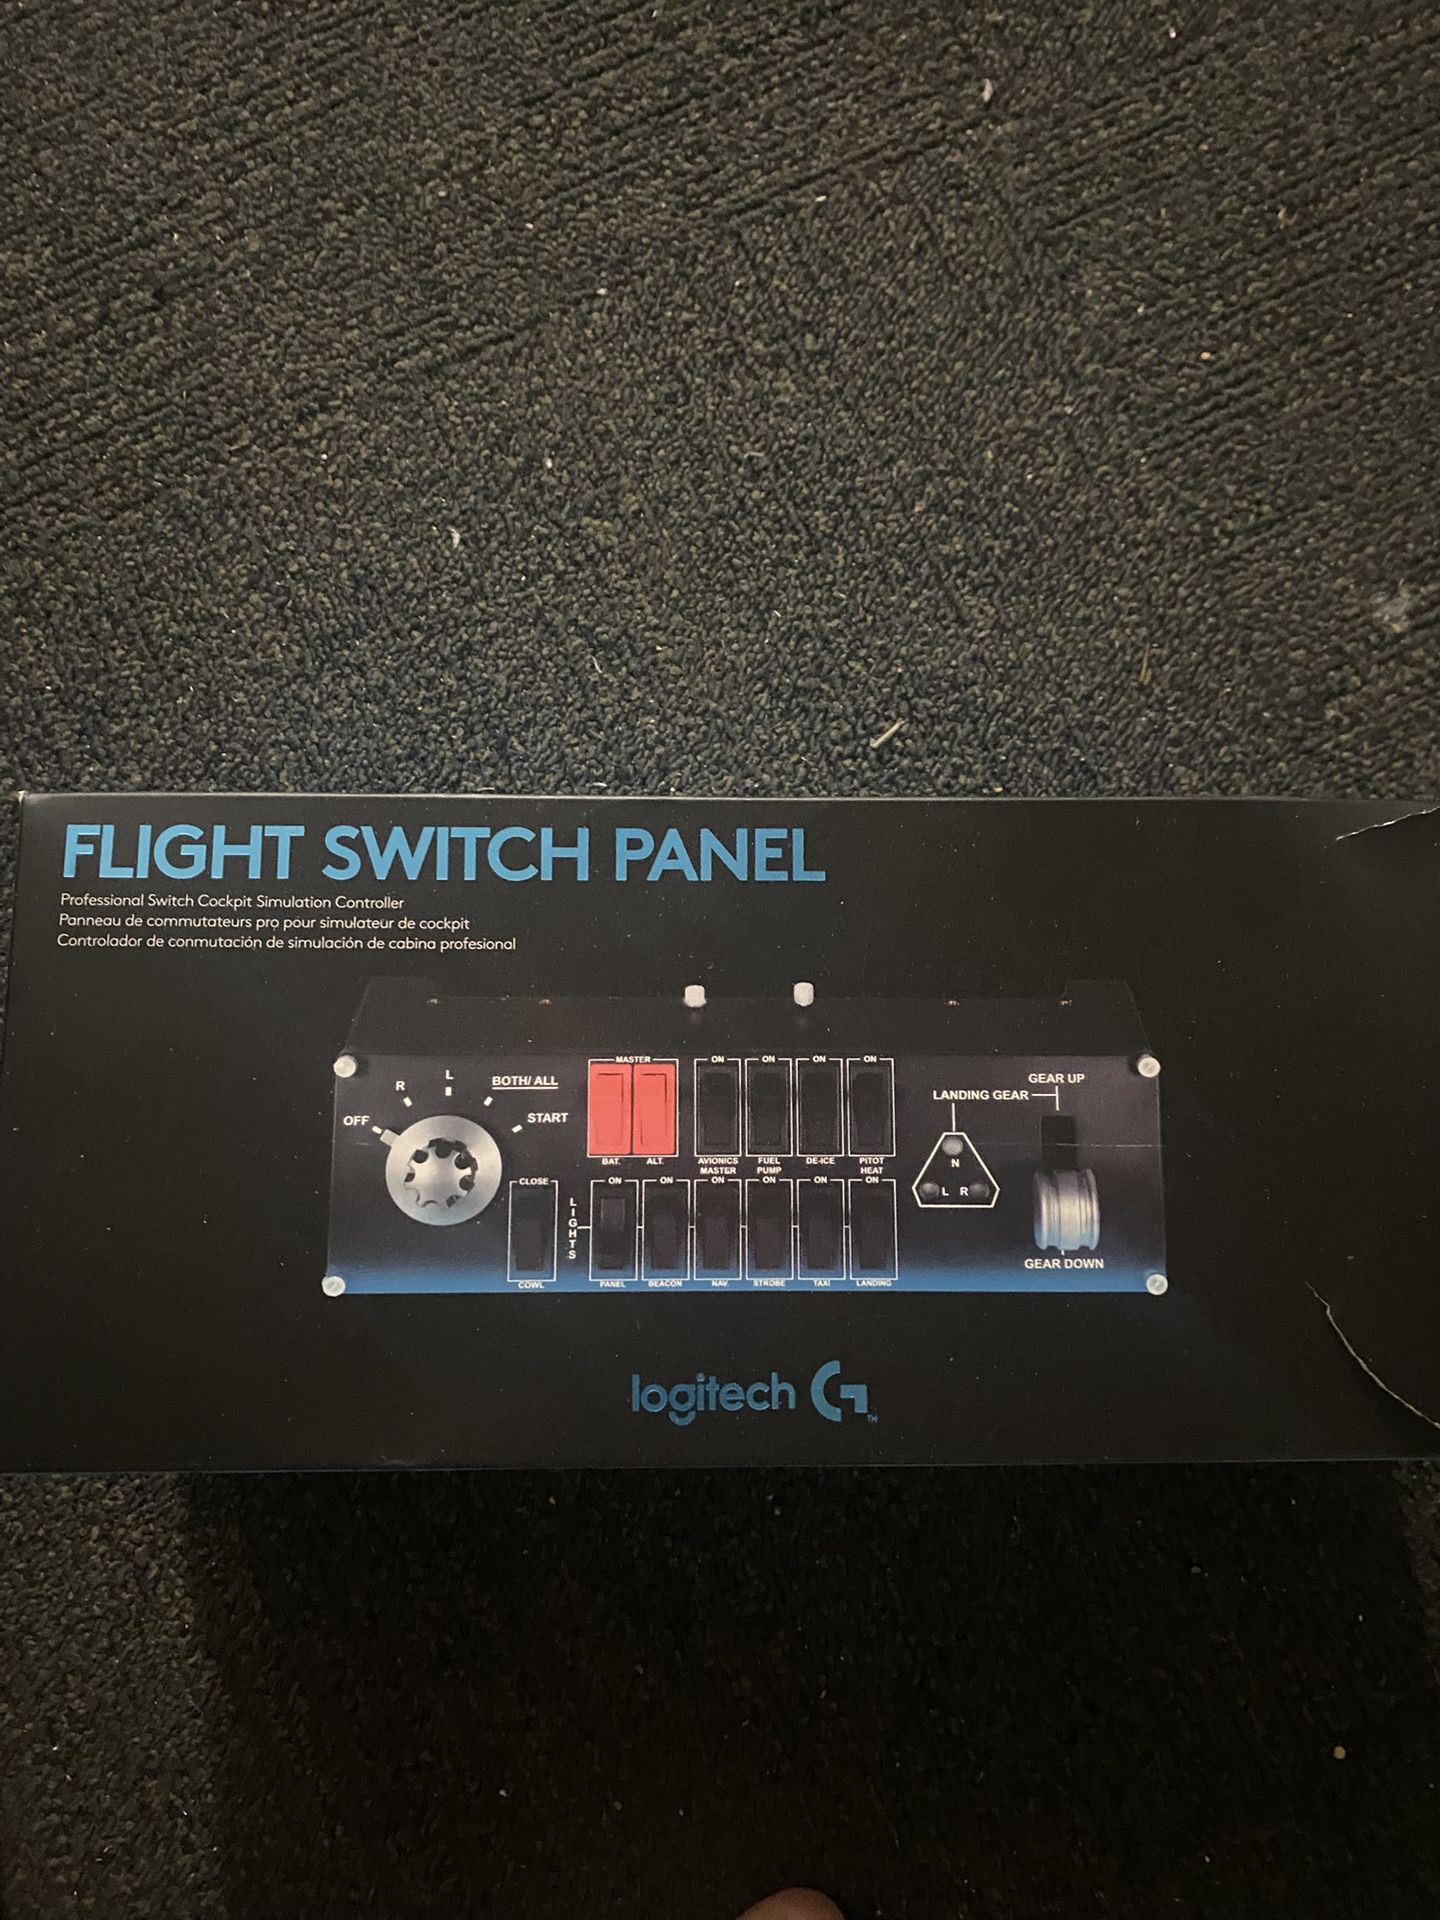 FLIGHT SWITCH PANEL
Professional Switch Cockpit Simulation Controller
Panneau de commutateurs pro pour simulateur de cockpit
Controlador de conmutación de simulación de cabina profesional
OFF R L BOTH/ ALL START
MASTER ON ON ON ON
BAT. ALT. AVIONICS MASTER FUEL PUMP DE-ICE PITOT HEAT
LANDING GEAR GEAR UP
N
L R
GEAR DOWN
CLOSE LIGHTS ON ON ON ON ON ON
COWL PANEL BEACON NAV. STROBE TAXI LANDING
logitech G TM